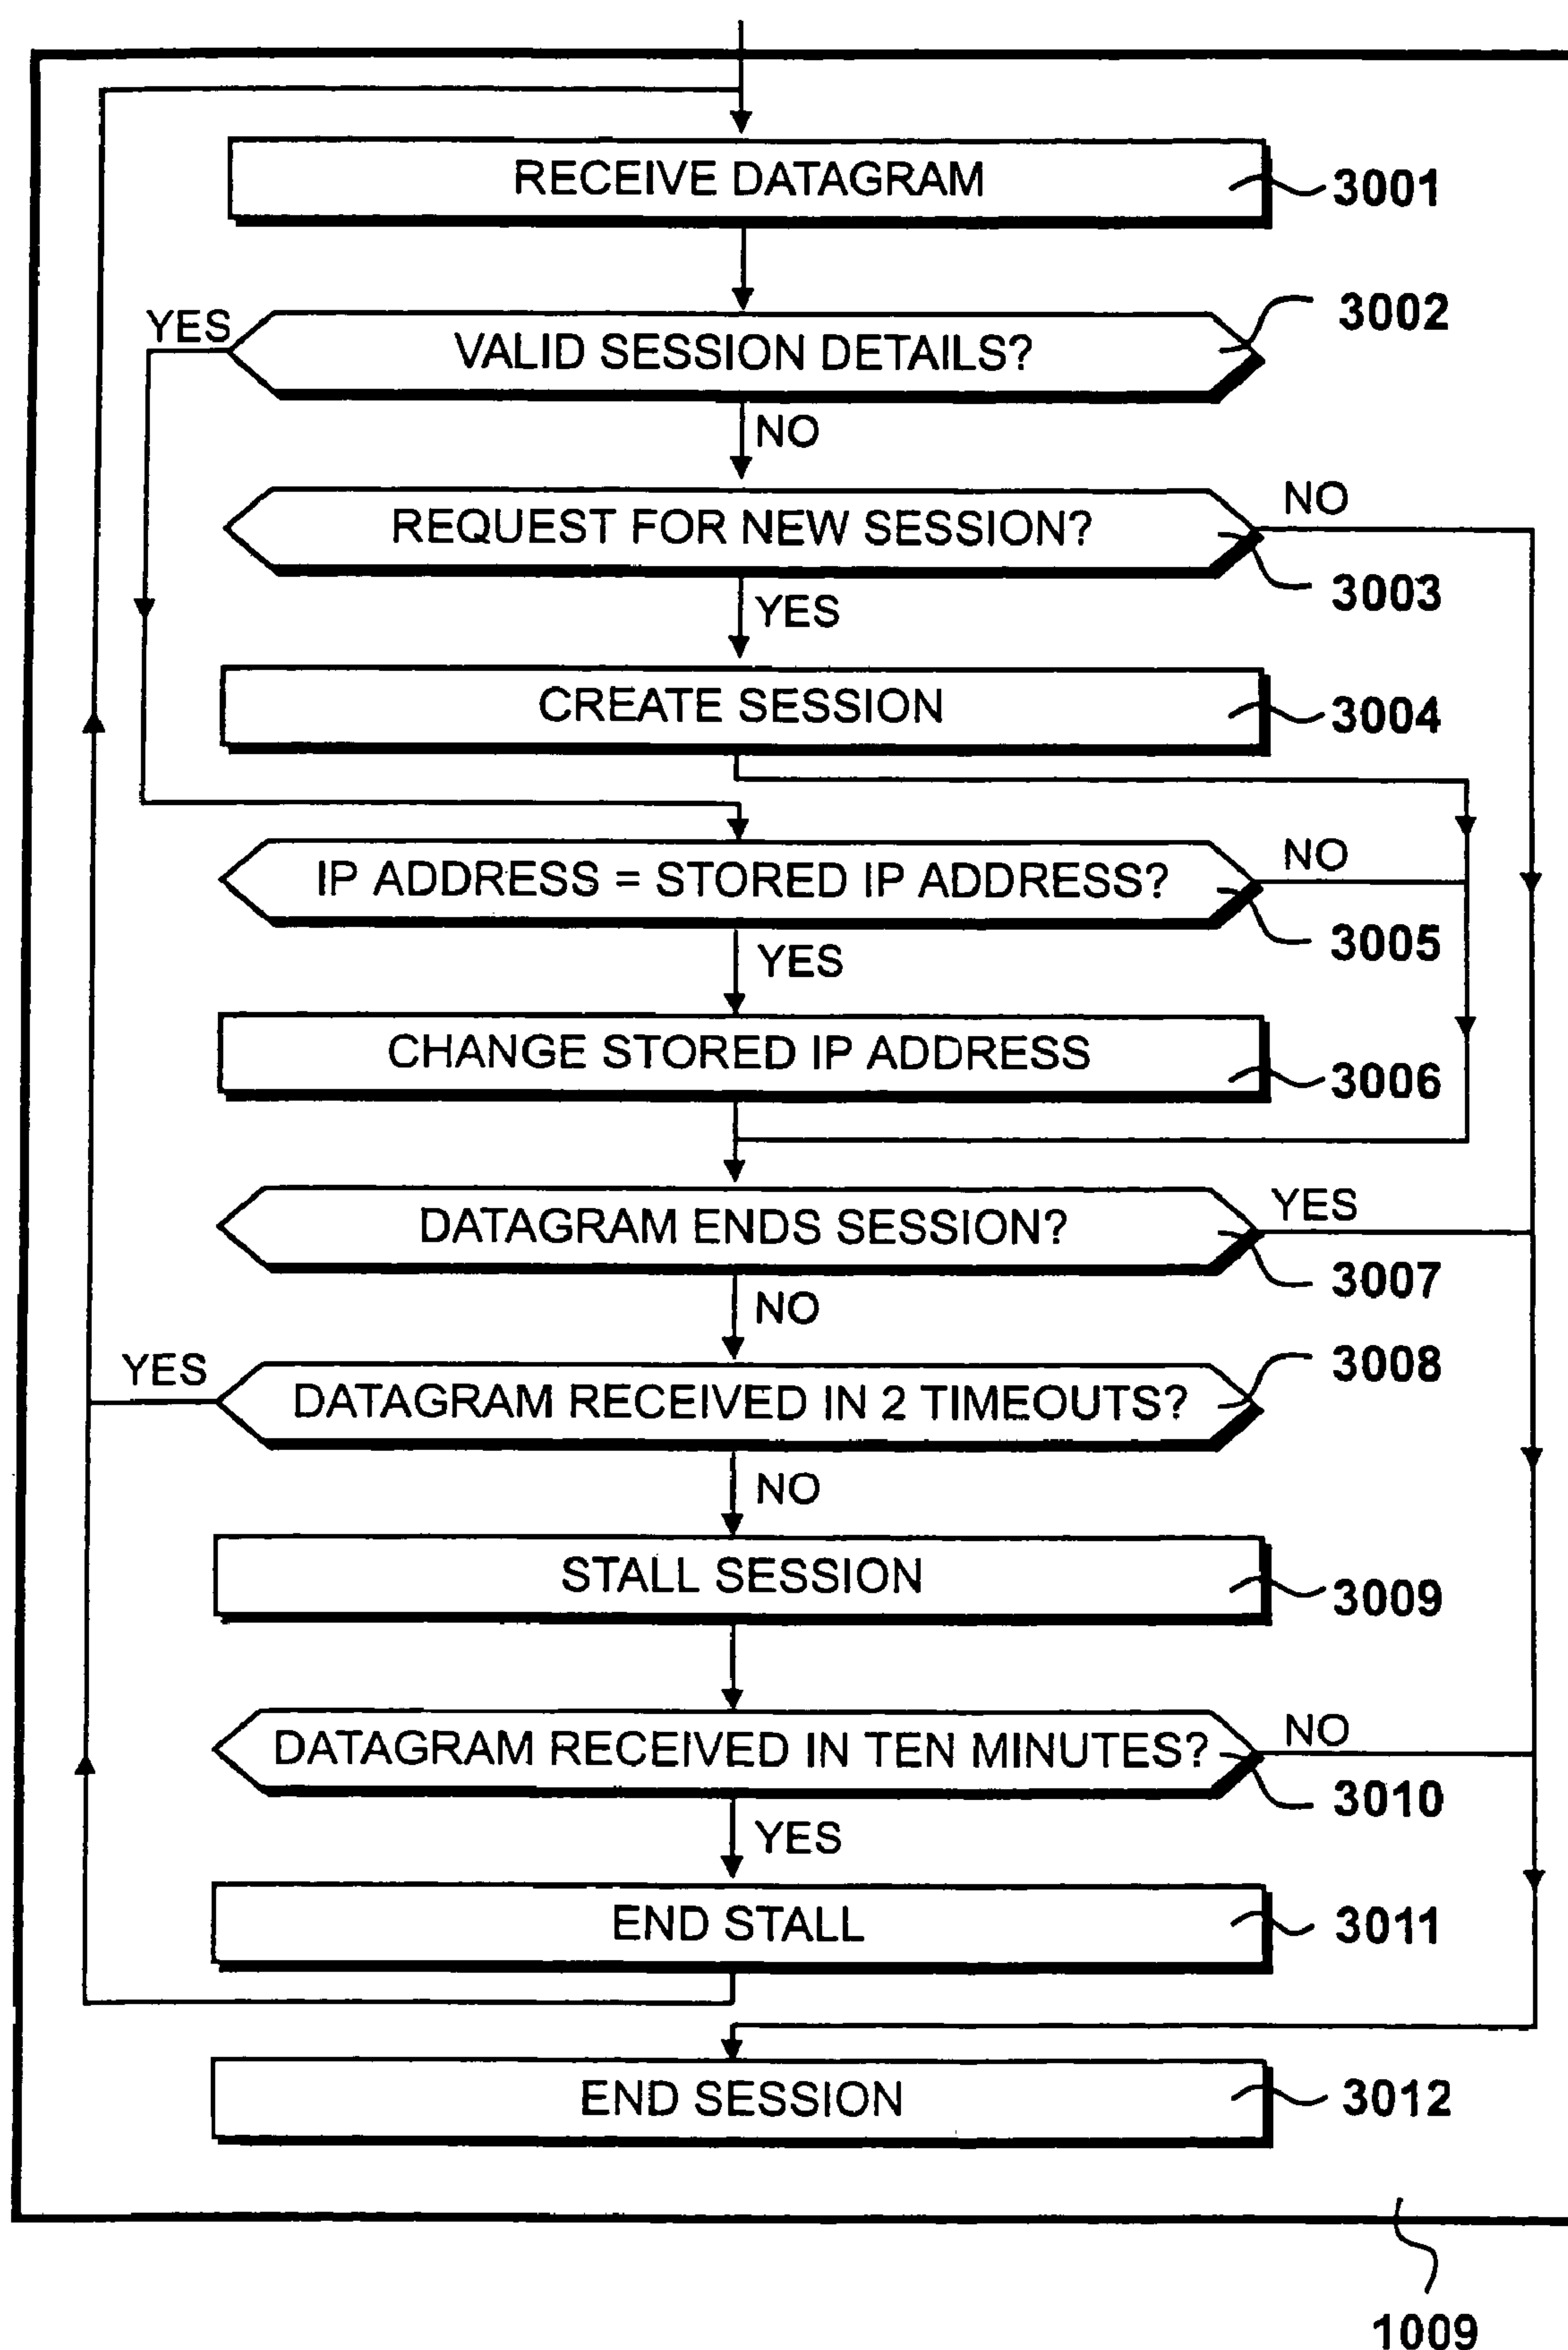 RECEIVE DATAGRAM
3001
VALID SESSION DETAILS?
3002
YES
NO
REQUEST FOR NEW SESSION?
NO
3003
YES
CREATE SESSION
3004
IP ADDRESS = STORED IP ADDRESS?
NO
3005
YES
CHANGE STORED IP ADDRESS
3006
DATAGRAM ENDS SESSION?
YES
3007
NO
YES
DATAGRAM RECEIVED IN 2 TIMEOUTS?
3008
NO
STALL SESSION
3009
DATAGRAM RECEIVED IN TEN MINUTES?
NO
3010
YES
END STALL
3011
END SESSION
3012
1009